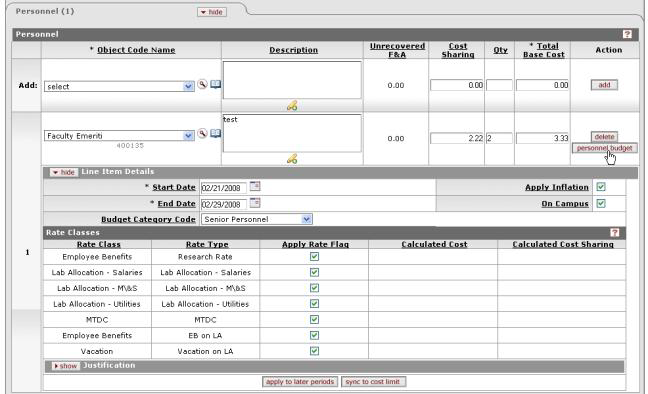 Personnel (1) ▼ hide
Personnel ?
* Object Code Name Description Unrecovered F&A Cost Sharing Qty * Total Base Cost Action
Add: select 0.00 0.00 0.00 add
Faculty Emeriti test 0.00 2.22 2 3.33 delete
400135 personnel budget
▼ hide Line Item Details
* Start Date 02/21/2008 Apply Inflation
* End Date 02/29/2008 On Campus
Budget Category Code Senior Personnel
Rate Classes ?
1
Rate Class Rate Type Apply Rate Flag Calculated Cost Calculated Cost Sharing
Employee Benefits Research Rate
Lab Allocation - Salaries Lab Allocation - Salaries
Lab Allocation - M\&S Lab Allocation - M\&S
Lab Allocation - Utilities Lab Allocation - Utilities
MTDC MTDC
Employee Benefits EB on LA
Vacation Vacation on LA
▶ show Justification
apply to later periods sync to cost limit